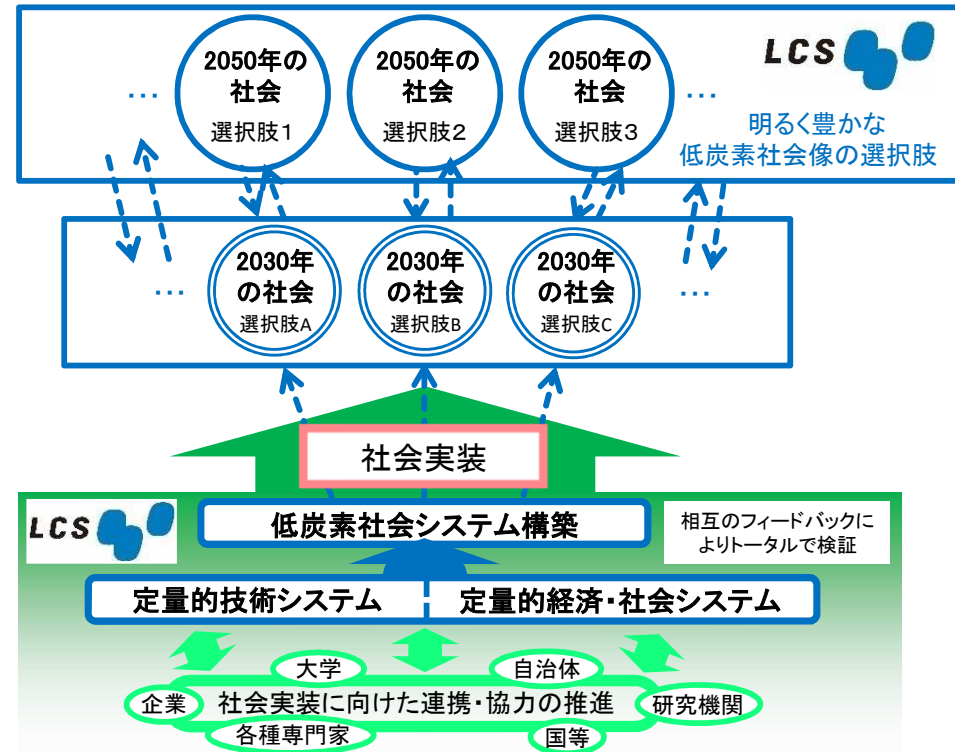 2050年の
社会
選択肢1
2050年の
社会
選択肢2
2050年の
社会
選択肢3
…
…
LCS
明るく豊かな
低炭素社会像の選択肢
2030年
の社会
選択肢A
2030年
の社会
選択肢B
2030年
の社会
選択肢C
…
…
社会実装
LCS
低炭素社会システム構築
相互のフィードバックに
よりトータルで検証
定量的技術システム
定量的経済・社会システム
大学
自治体
企業
社会実装に向けた連携・協力の推進
研究機関
各種専門家
国等